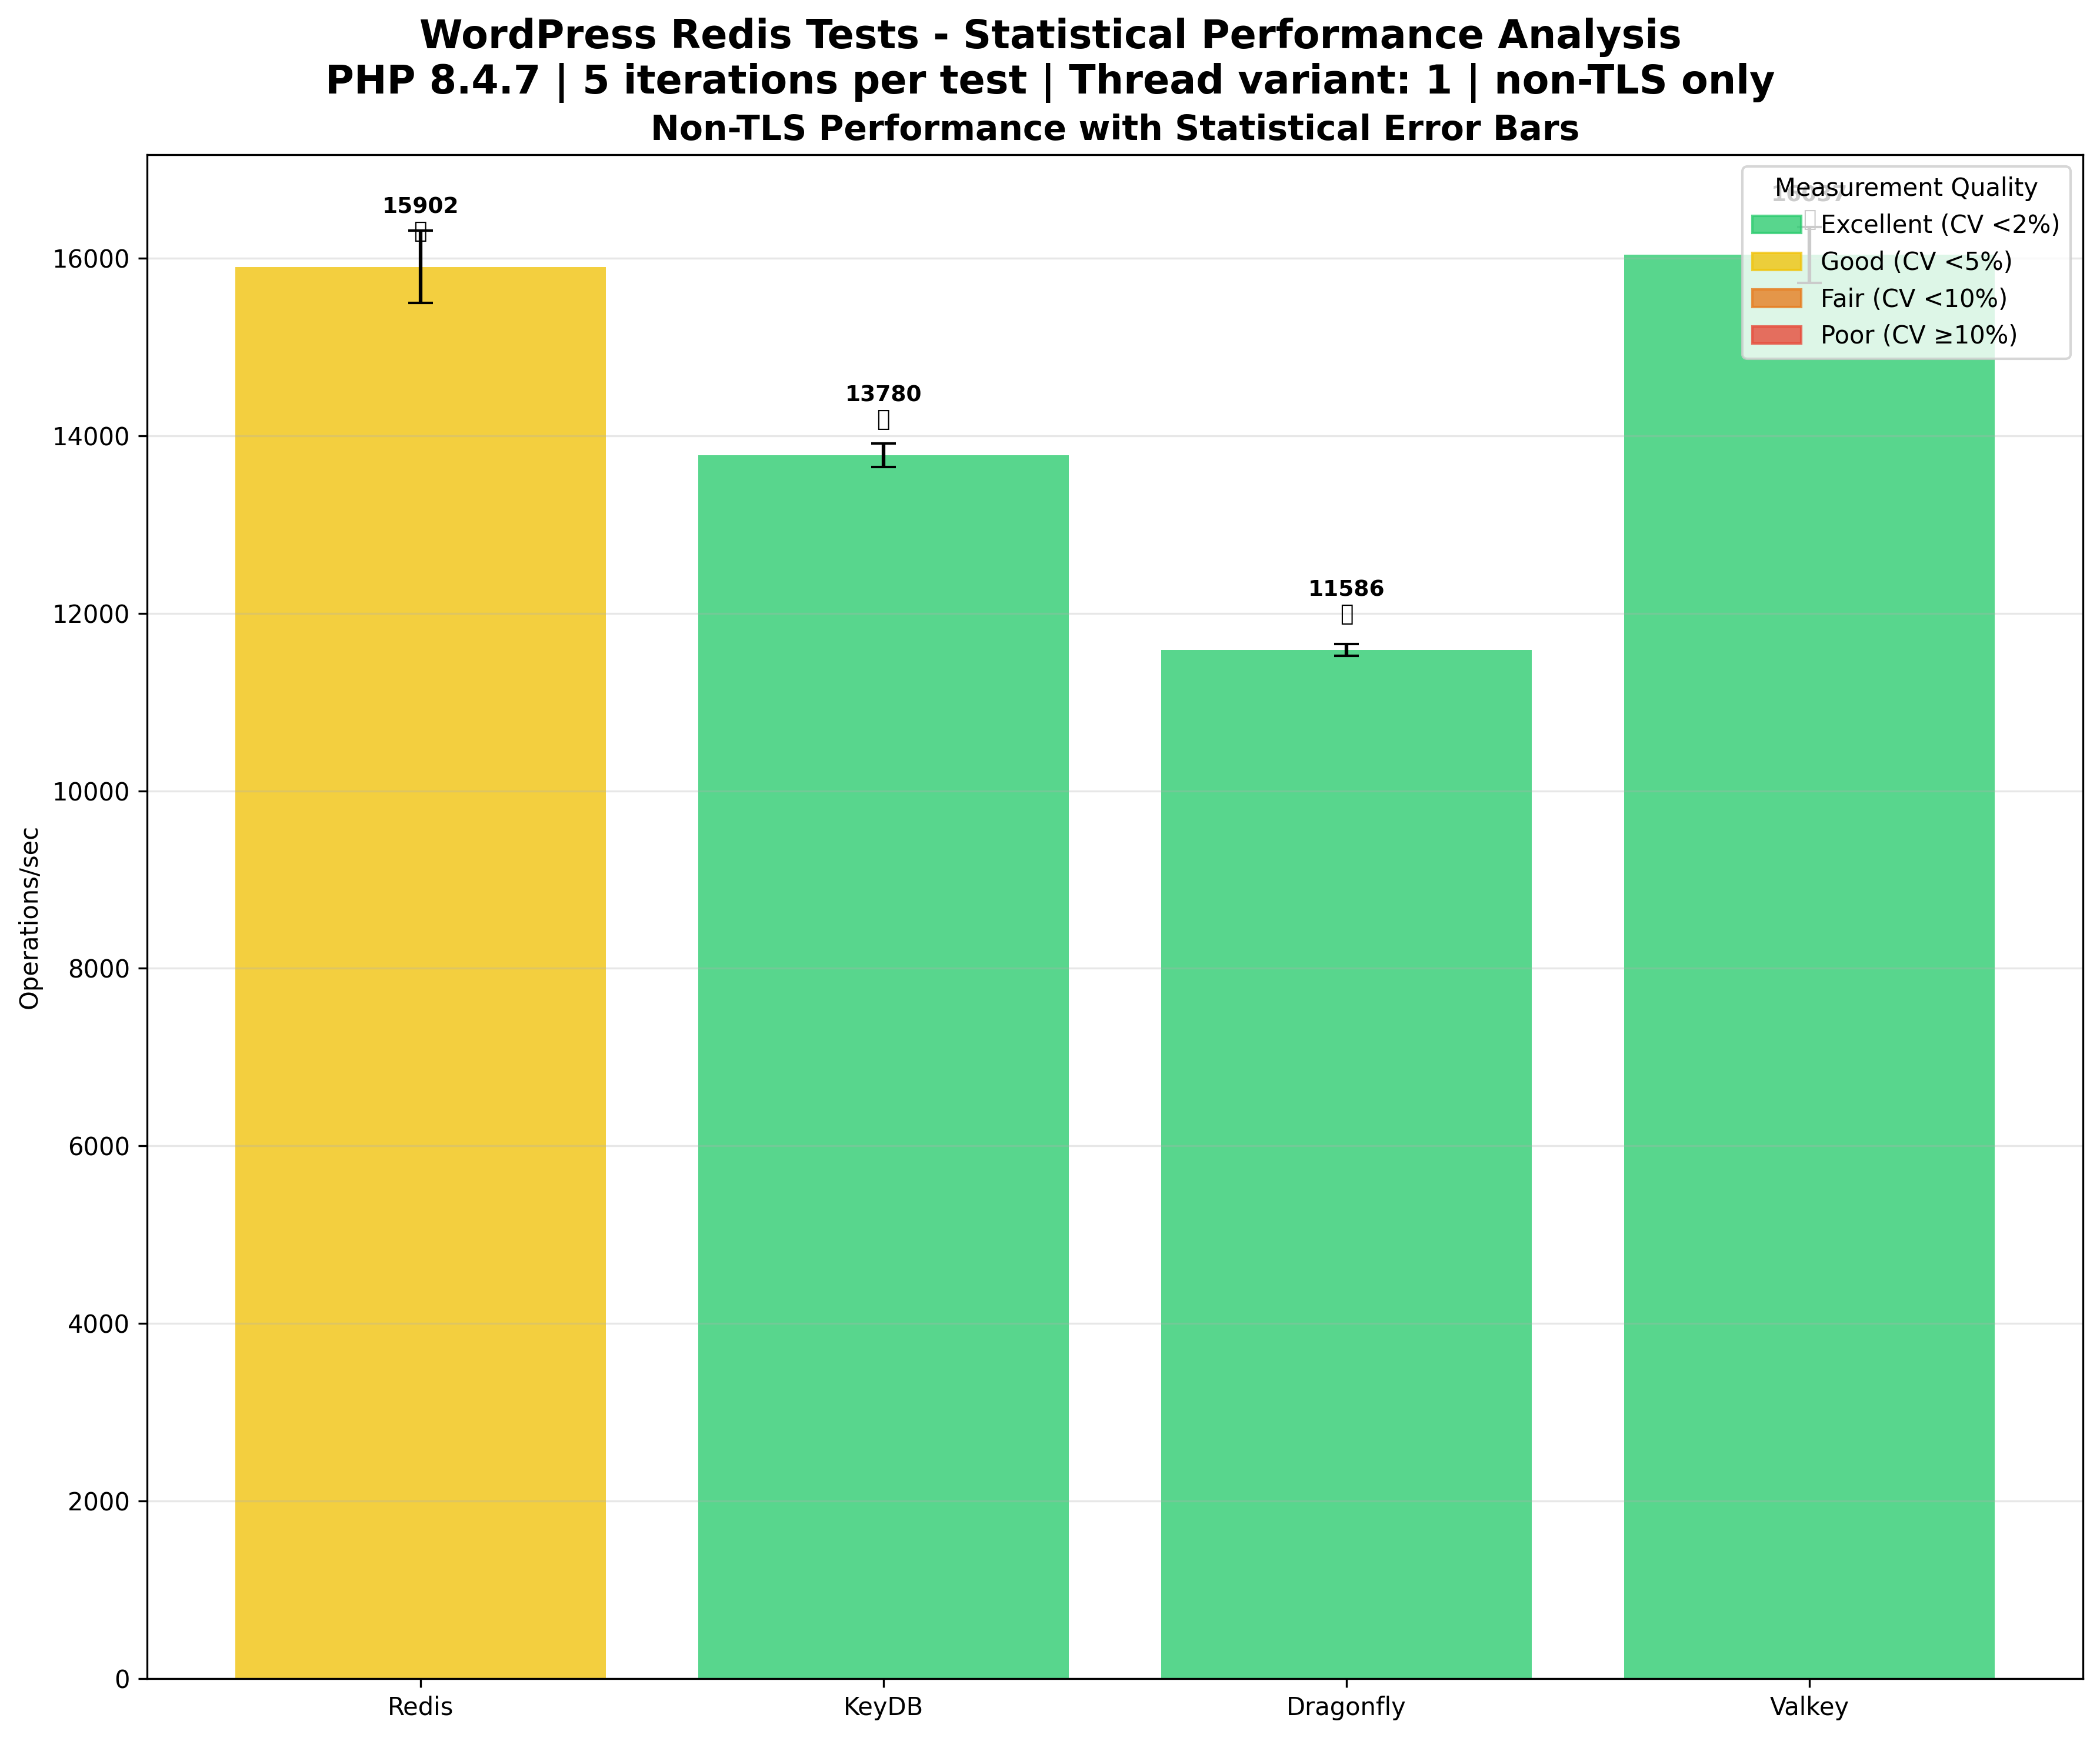 WordPress Redis Tests - Statistical Performance Analysis
PHP 8.4.7 | 5 iterations per test | Thread variant: 1 | non-TLS only
Non-TLS Performance with Statistical Error Bars
Measurement Quality
Excellent (CV <2%)
Good (CV <5%)
Fair (CV <10%)
Poor (CV ≥10%)
15902
13780
11586
16000
14000
12000
10000
8000
6000
4000
2000
0
Operations/sec
Redis
KeyDB
Dragonfly
Valkey